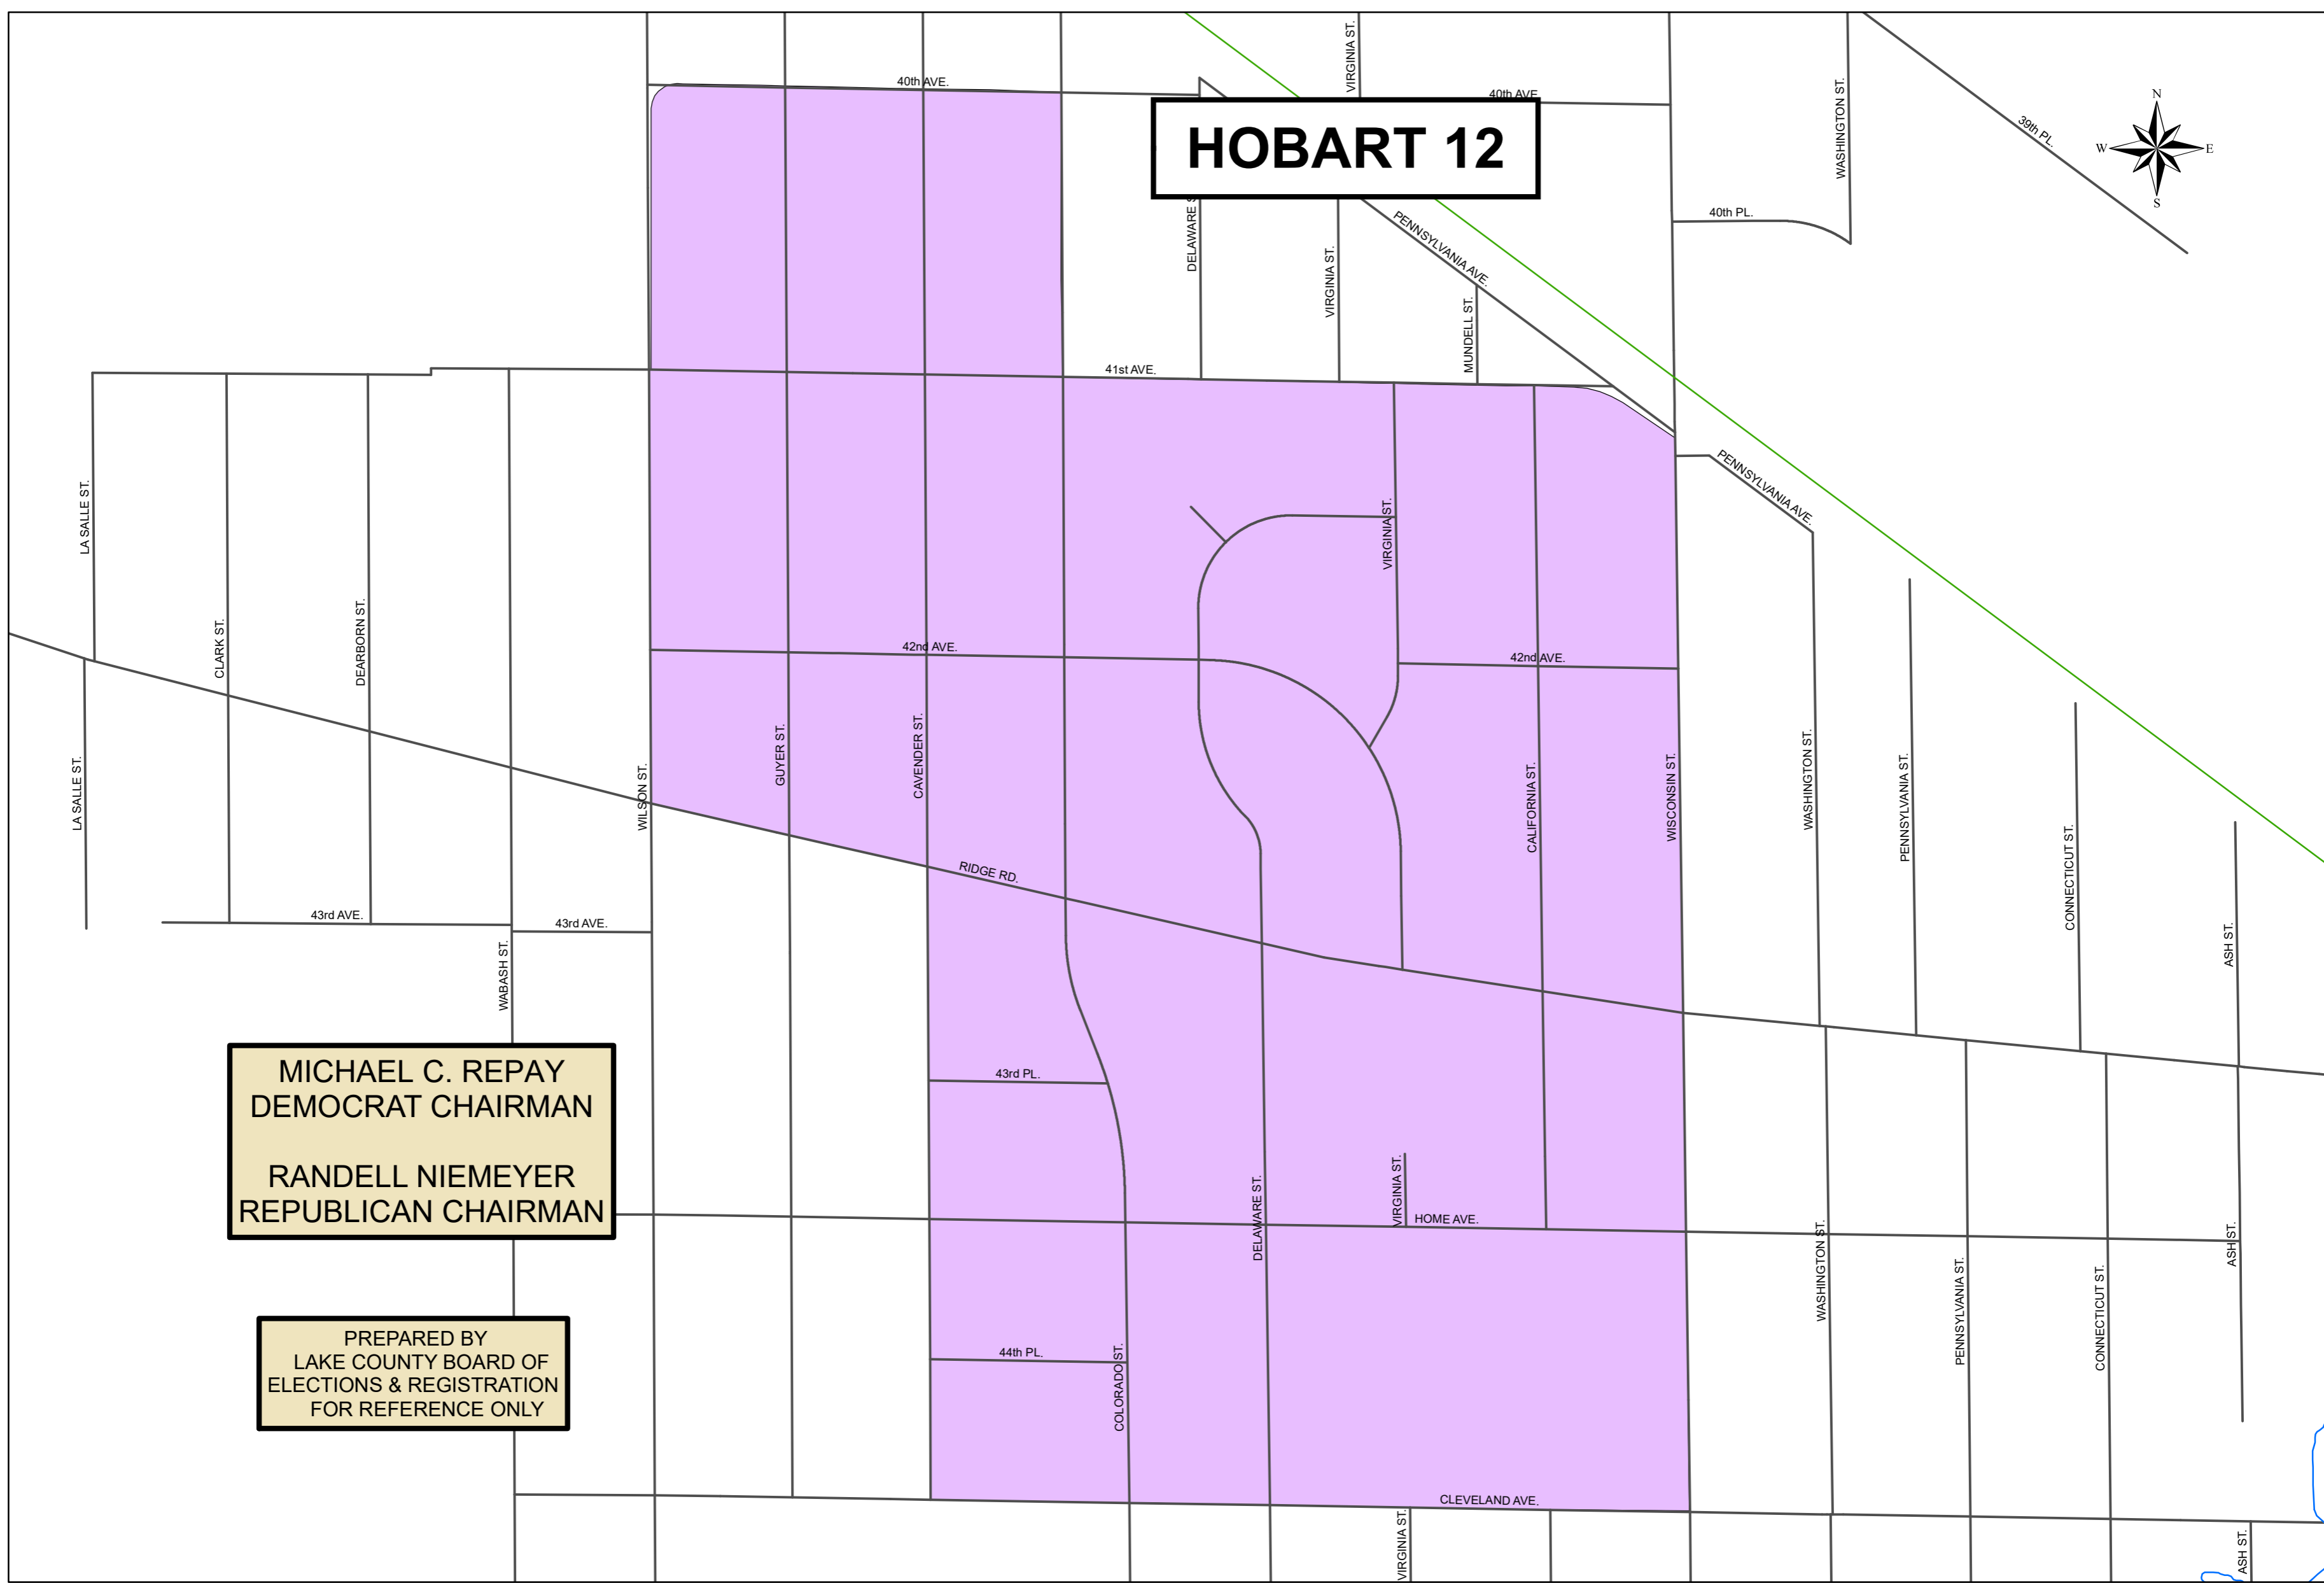 VIRGINIA ST.
40th AVE.
40th AVE.
WASHINGTON ST.
39th PL.
N
W
E
S
HOBART 12
DELAWARE S
VIRGINIA ST.
PENNSYLVANIA AVE.
40th PL.
MUNDELL ST.
41st AVE.
LA SALLE ST.
CLARK ST.
DEARBORN ST.
VIRGINIA ST.
PENNSYLVANIA AVE.
42nd AVE.
42nd AVE.
LA SALLE ST.
WILSON ST.
GUYER ST.
CAVENDER ST.
CALIFORNIA ST.
WISCONSIN ST.
WASHINGTON ST.
PENNSYLVANIA ST.
CONNECTICUT ST.
RIDGE RD.
43rd AVE.
43rd AVE.
WABASH ST.
ASH ST.
MICHAEL C. REPAY
DEMOCRAT CHAIRMAN
RANDELL NIEMEYER
REPUBLICAN CHAIRMAN
43rd PL.
DELAWARE ST.
VIRGINIA ST.
HOME AVE.
WASHINGTON ST.
PENNSYLVANIA ST.
CONNECTICUT ST.
ASH ST.
PREPARED BY
LAKE COUNTY BOARD OF
ELECTIONS & REGISTRATION
FOR REFERENCE ONLY
44th PL.
COLORADO ST.
CLEVELAND AVE.
VIRGINIA ST.
ASH ST.